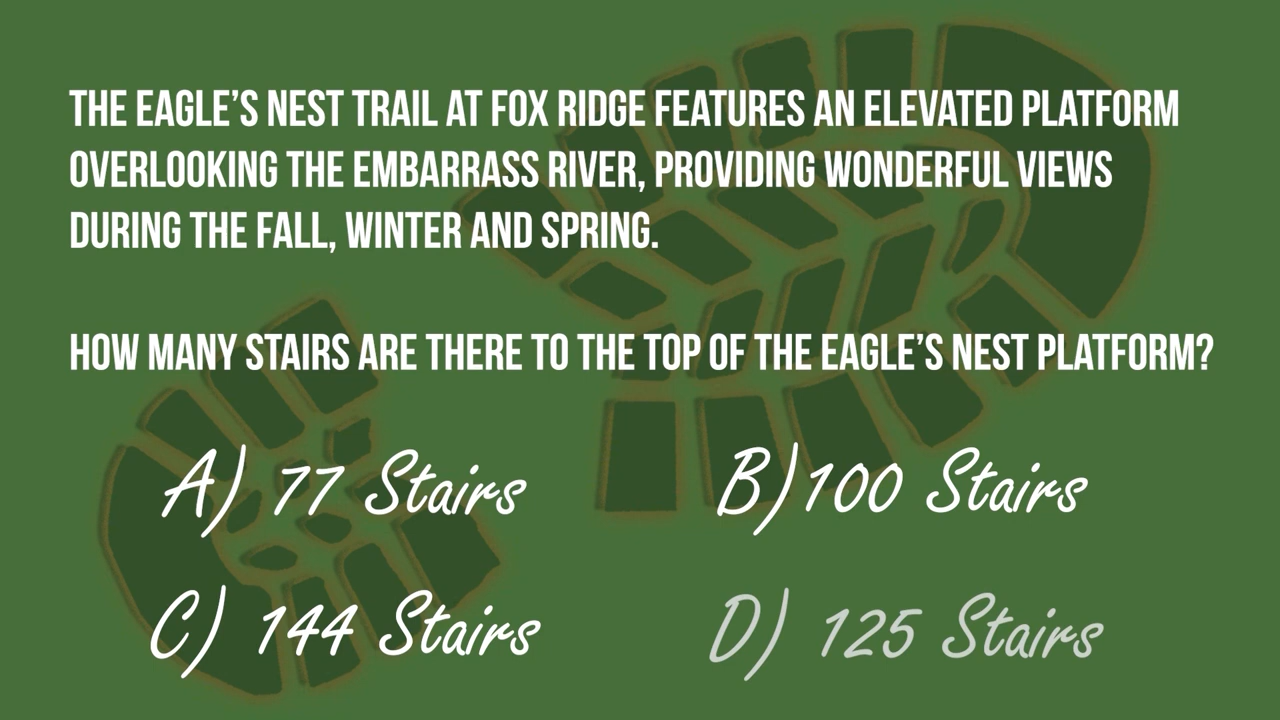 THE EAGLE’S NEST TRAIL AT FOX RIDGE FEATURES AN ELEVATED PLATFORM
OVERLOOKING THE EMBARRASS RIVER, PROVIDING WONDERFUL VIEWS
DURING THE FALL, WINTER AND SPRING.
HOW MANY STAIRS ARE THERE TO THE TOP OF THE EAGLE’S NEST PLATFORM?
A) 77 Stairs
B)100 Stairs
C) 144 Stairs
D) 125 Stairs